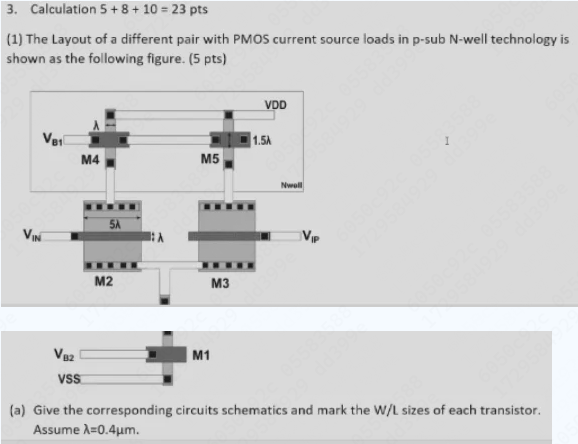 3. Calculation 5 + 8 + 10 = 23 pts
(1) The Layout of a different pair with PMOS current source loads in p-sub N-well technology is
shown as the following figure. (5 pts)
VDD
λ
VB1
1.5λ
M4
M5
Nwell
5λ
VIN
λ
VIP
M2
M3
VB2
M1
VSS
(a) Give the corresponding circuits schematics and mark the W/L sizes of each transistor.
Assume λ=0.4μm.